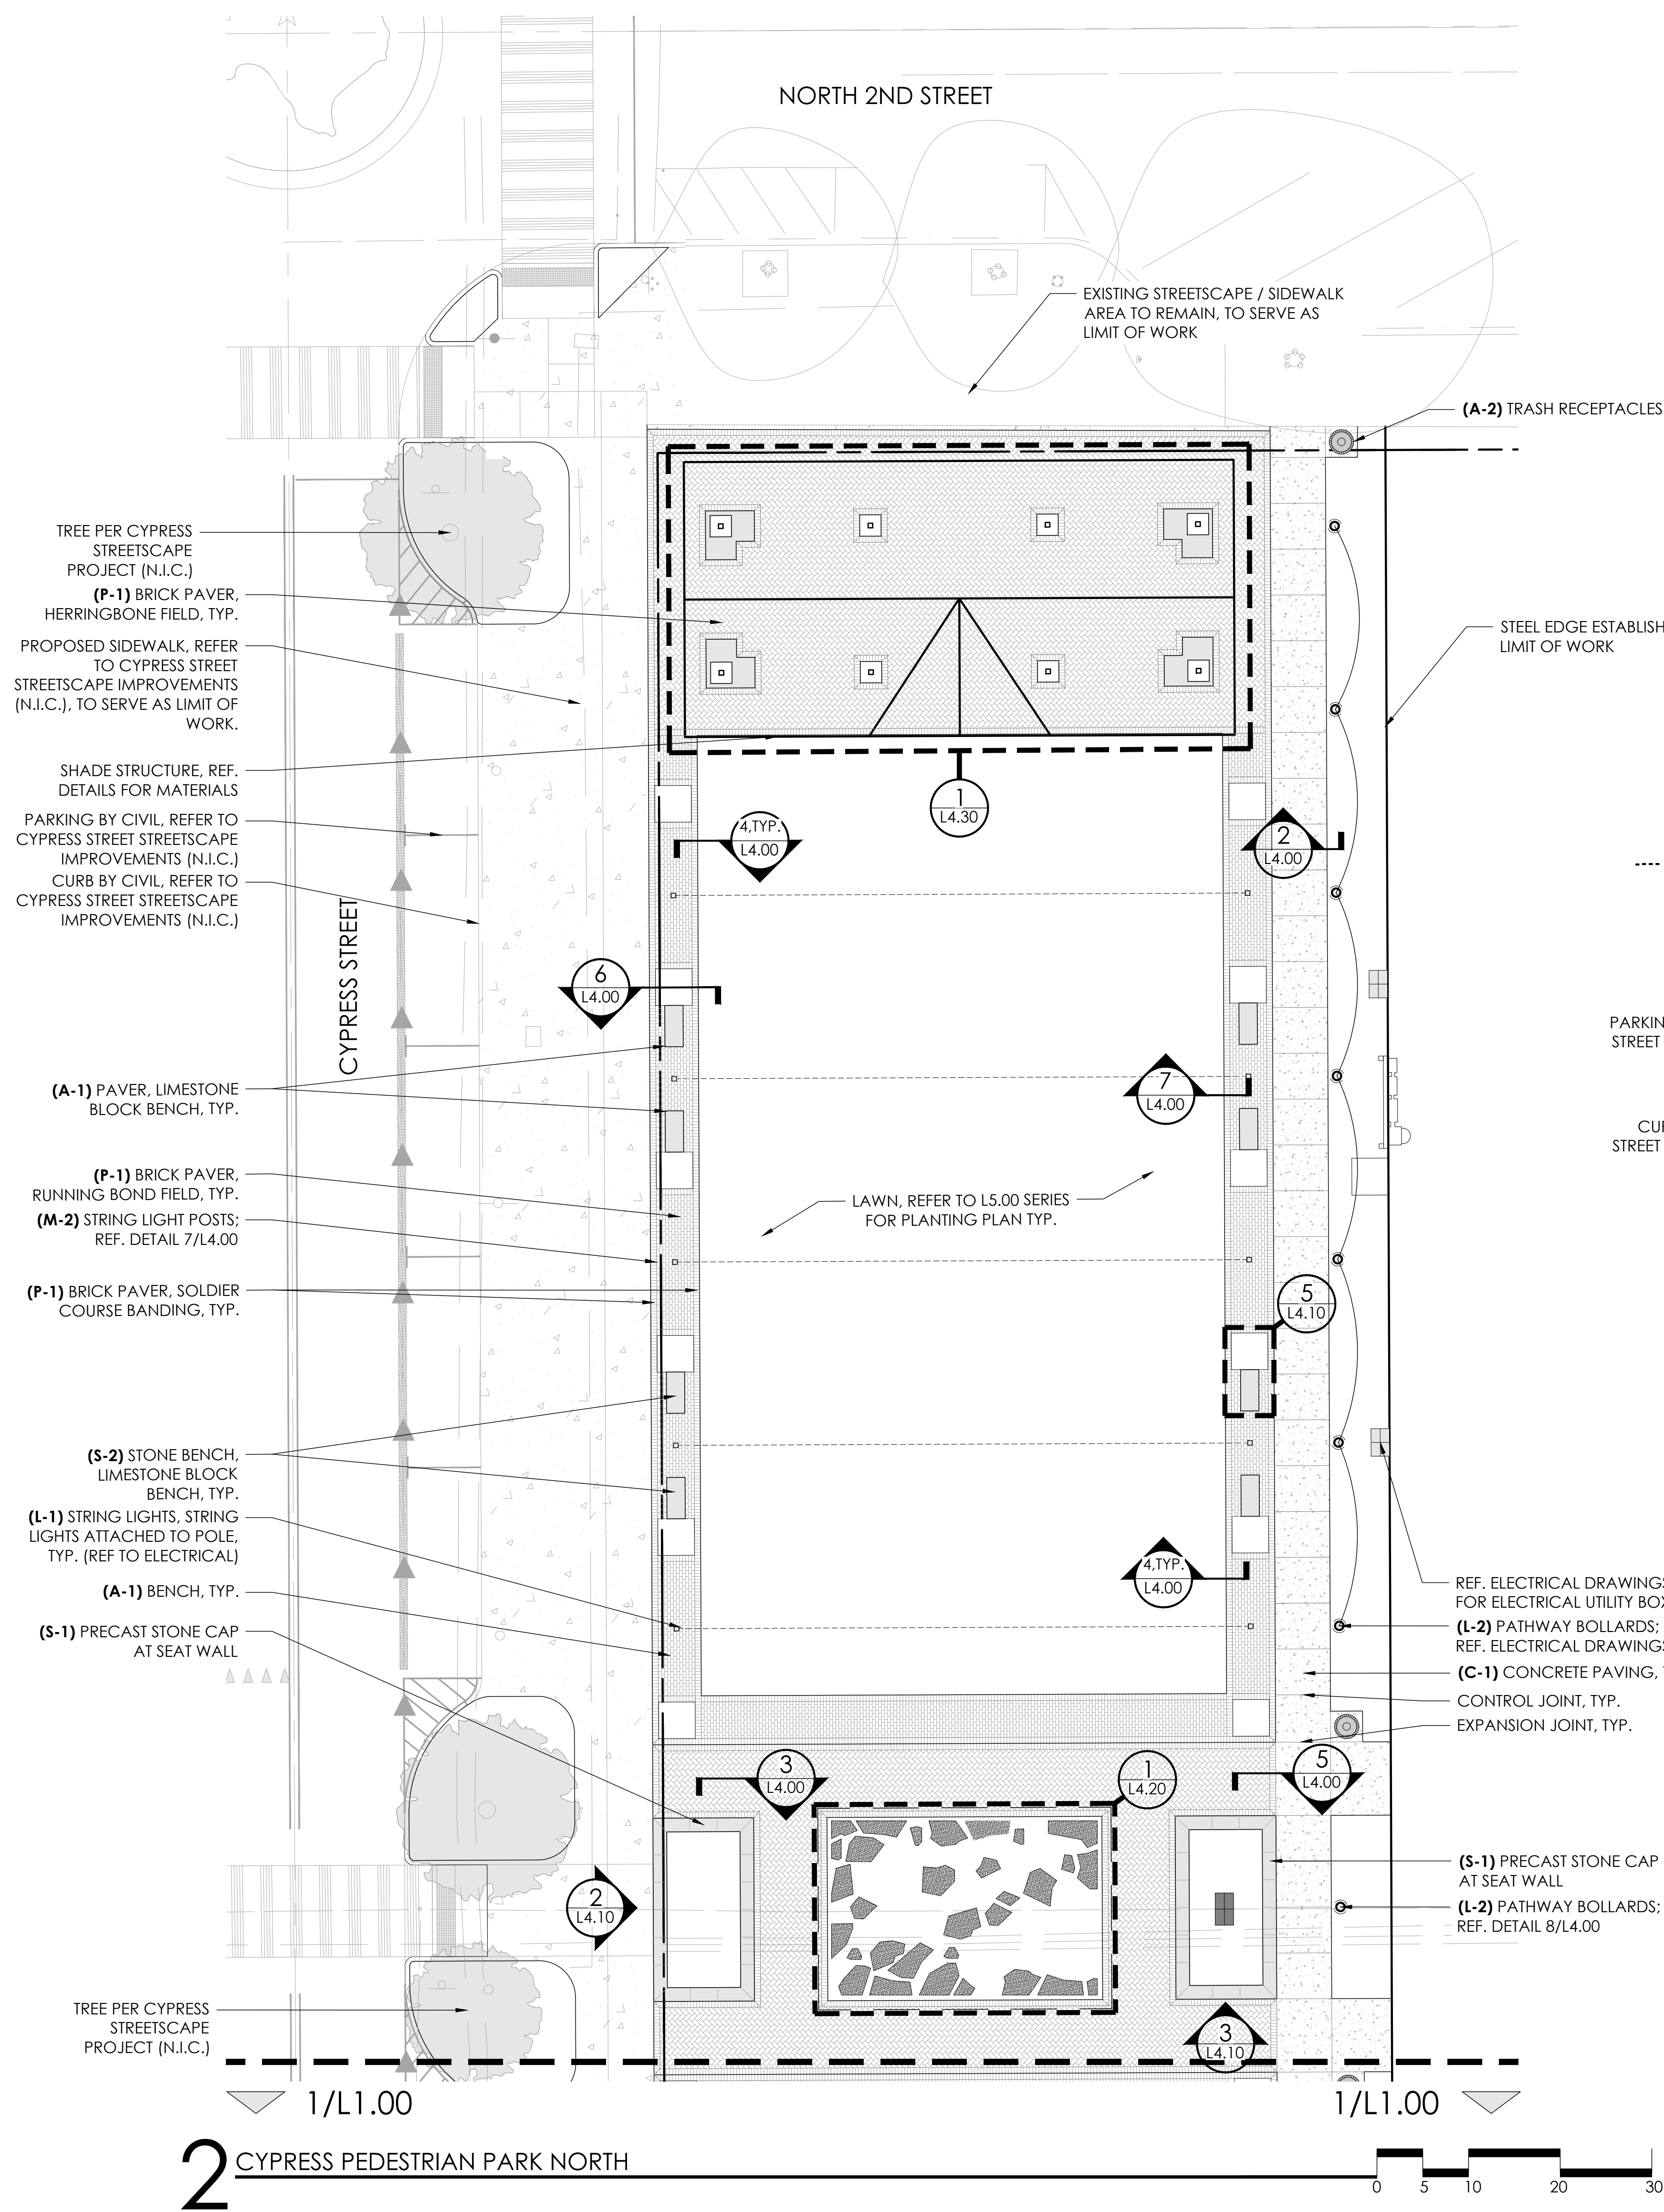 NORTH 2ND STREET
EXISTING STREETSCAPE / SIDEWALK
AREA TO REMAIN, TO SERVE AS
LIMIT OF WORK
(A-2) TRASH RECEPTACLES
TREE PER CYPRESS
STREETSCAPE
PROJECT (N.I.C.)
(P-1) BRICK PAVER,
HERRINGBONE FIELD, TYP.
PROPOSED SIDEWALK, REFER
TO CYPRESS STREET
STREETSCAPE IMPROVEMENTS
(N.I.C.), TO SERVE AS LIMIT OF
WORK.
SHADE STRUCTURE, REF.
DETAILS FOR MATERIALS
PARKING BY CIVIL, REFER TO
CYPRESS STREET STREETSCAPE
IMPROVEMENTS (N.I.C.)
CURB BY CIVIL, REFER TO
CYPRESS STREET STREETSCAPE
IMPROVEMENTS (N.I.C.)
CYPRESS STREET
(A-1) PAVER, LIMESTONE
BLOCK BENCH, TYP.
(P-1) BRICK PAVER,
RUNNING BOND FIELD, TYP.
(M-2) STRING LIGHT POSTS;
REF. DETAIL 7/L4.00
(P-1) BRICK PAVER, SOLDIER
COURSE BANDING, TYP.
(S-2) STONE BENCH,
LIMESTONE BLOCK
BENCH, TYP.
(L-1) STRING LIGHTS, STRING
LIGHTS ATTACHED TO POLE,
TYP. (REF TO ELECTRICAL)
(A-1) BENCH, TYP.
(S-1) PRECAST STONE CAP
AT SEAT WALL
TREE PER CYPRESS
STREETSCAPE
PROJECT (N.I.C.)
1
L4.30
4,TYP.
L4.00
2
L4.00
6
L4.00
7
L4.00
LAWN, REFER TO L5.00 SERIES
FOR PLANTING PLAN TYP.
5
L4.10
4,TYP.
L4.00
3
L4.00
1
L4.20
5
L4.00
2
L4.10
3
L4.10
STEEL EDGE ESTABLISH
LIMIT OF WORK
PARKIN
STREET
CUR
STREET
REF. ELECTRICAL DRAWINGS
FOR ELECTRICAL UTILITY BOX
(L-2) PATHWAY BOLLARDS;
REF. ELECTRICAL DRAWINGS
(C-1) CONCRETE PAVING,
CONTROL JOINT, TYP.
EXPANSION JOINT, TYP.
(S-1) PRECAST STONE CAP
AT SEAT WALL
(L-2) PATHWAY BOLLARDS;
REF. DETAIL 8/L4.00
1/L1.00
1/L1.00
2 CYPRESS PEDESTRIAN PARK NORTH
0 5 10 20 30